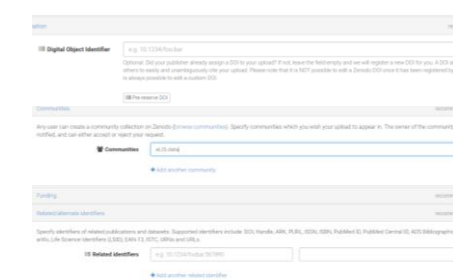 mation
re
Digital Object Identifier
e.g. 10.1234/foo.bar
Optional. Did your publisher already assign a DOI to your upload? If not, leave the field empty and we will register a new DOI for you. A DOI a
others to easily and unambiguously cite your upload. Please note that it is NOT possible to edit a Zenodo DOI once it has been registered by
is always possible to edit a custom DOI.
Pre-reserve DOI
Communities
recomme
Any user can create a community collection on Zenodo (browse communities). Specify communities which you wish your upload to appear in. The owner of the communit
notified, and can either accept or reject your request.
Communities
Add another community
Funding
recomme
Related/alternate identifiers
recomme
Specify identifiers of related publications and datasets. Supported identifiers include: DOI, Handle, ARK, PURL, ISSN, ISBN, PubMed ID, PubMed Central ID, ADS Bibliographic
arXiv, Life Science Identifiers (LSID), EAN-13, ISTC, URNs and URLs.
Related identifiers
Add another related identifier